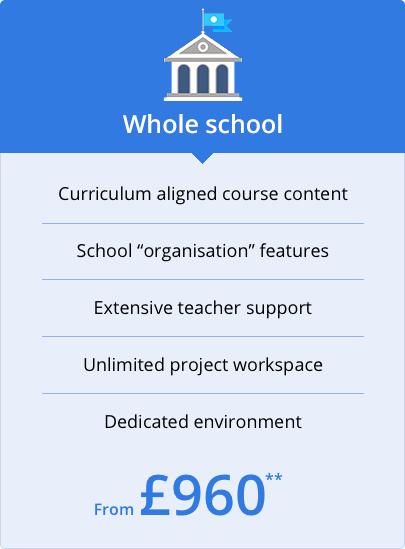 Whole school
Curriculum aligned course content
School “organisation” features
Extensive teacher support
Unlimited project workspace
Dedicated environment
From £960**